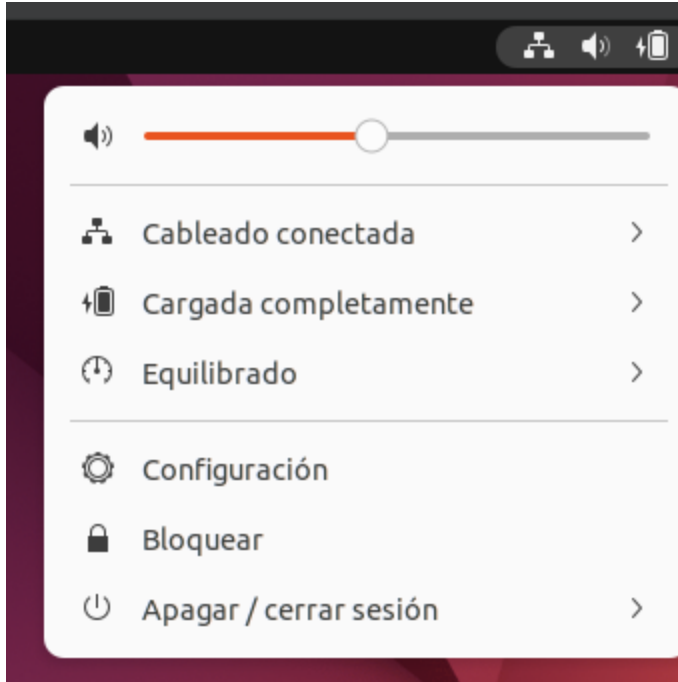 Cableado conectada
Cargada completamente
Equilibrado
Configuración
Bloquear
Apagar / cerrar sesión